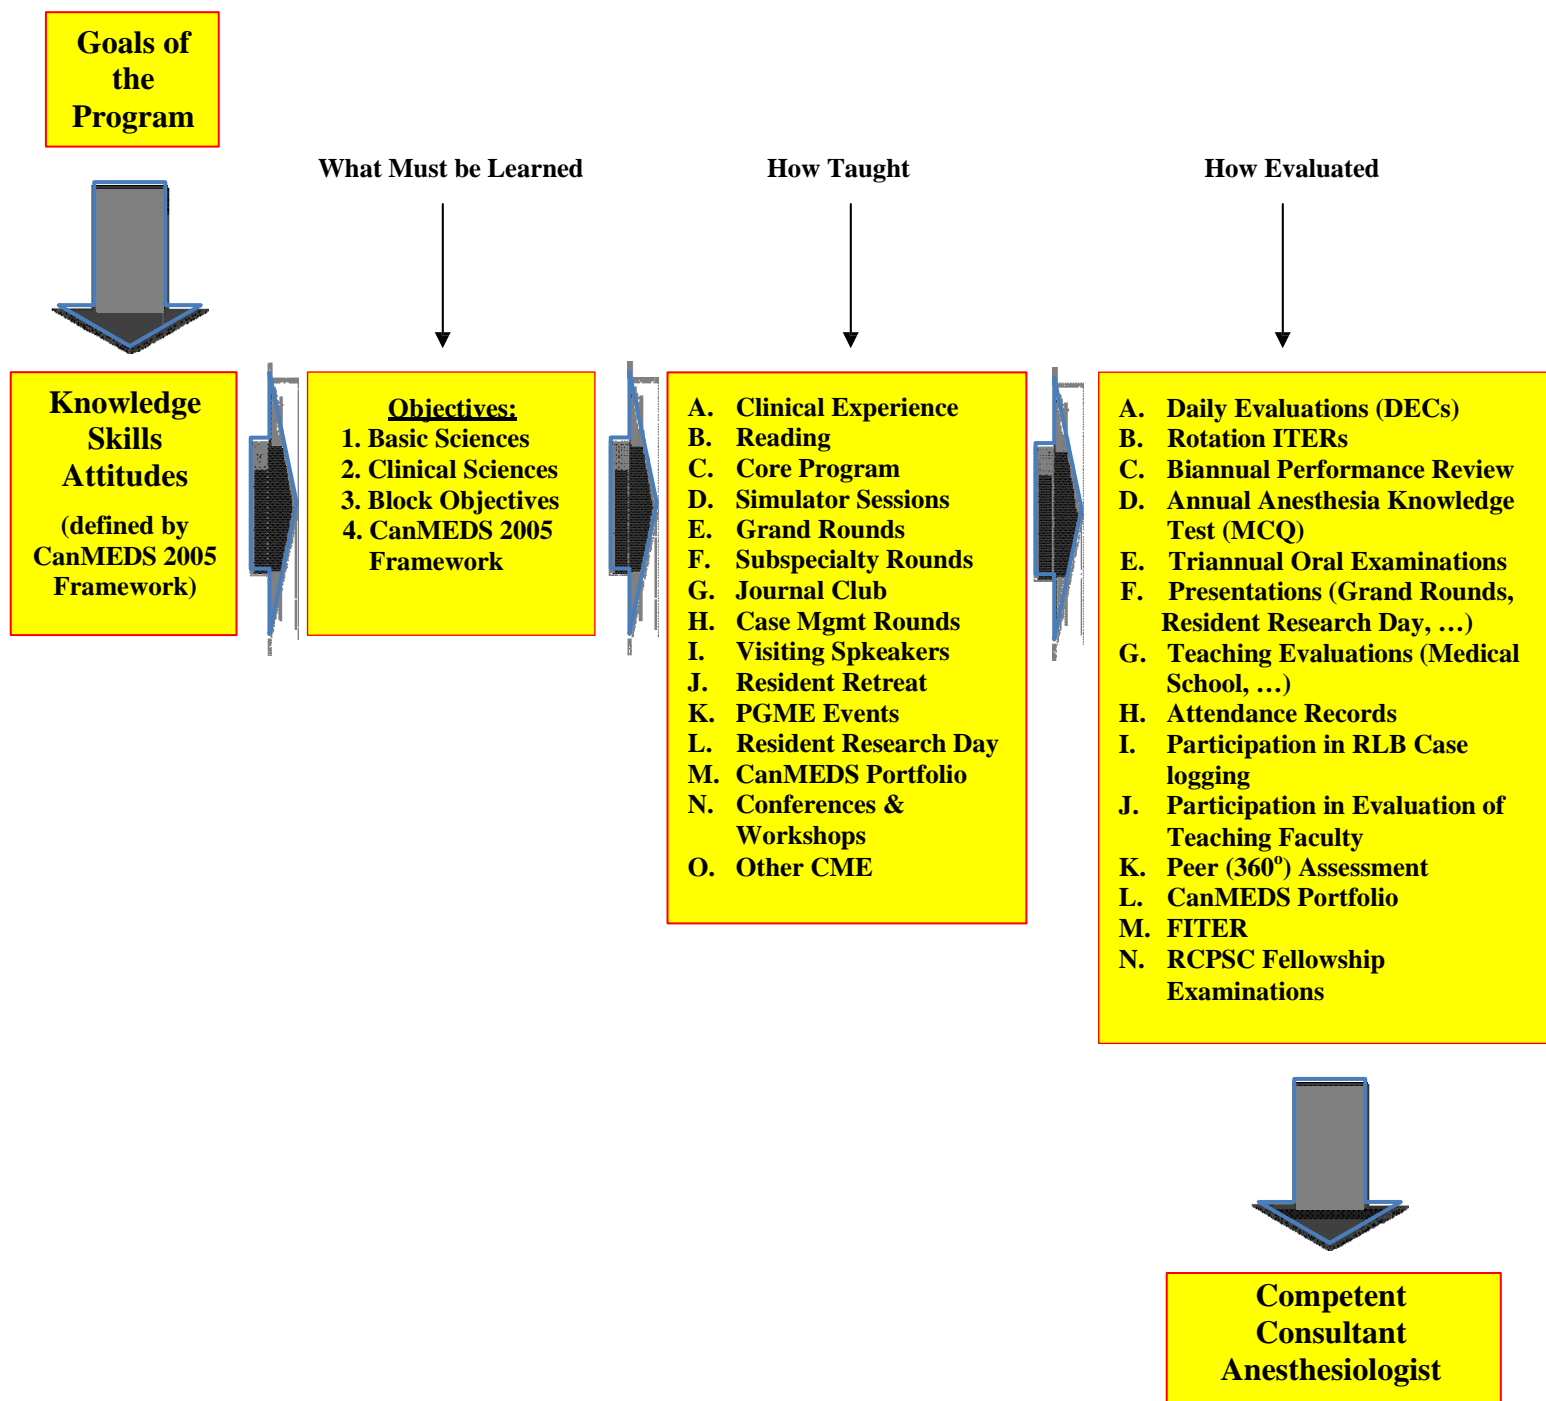 Goals of
the
Program
What Must be Learned
How Taught
How Evaluated
Knowledge
Skills
Attitudes
(defined by
CanMEDS 2005
Framework)
Objectives:
1. Basic Sciences
2. Clinical Sciences
3. Block Objectives
4. CanMEDS 2005
Framework
A. Clinical Experience
B. Reading
C. Core Program
D. Simulator Sessions
E. Grand Rounds
F. Subspecialty Rounds
G. Journal Club
H. Case Mgmt Rounds
I. Visiting Spkeakers
J. Resident Retreat
K. PGME Events
L. Resident Research Day
M. CanMEDS Portfolio
N. Conferences &
Workshops
O. Other CME
A. Daily Evaluations (DECs)
B. Rotation ITERs
C. Biannual Performance Review
D. Annual Anesthesia Knowledge
Test (MCQ)
E. Triannual Oral Examinations
F. Presentations (Grand Rounds,
Resident Research Day, …)
G. Teaching Evaluations (Medical
School, …)
H. Attendance Records
I. Participation in RLB Case
logging
J. Participation in Evaluation of
Teaching Faculty
K. Peer (360º) Assessment
L. CanMEDS Portfolio
M. FITER
N. RCPSC Fellowship
Examinations
Competent
Consultant
Anesthesiologist